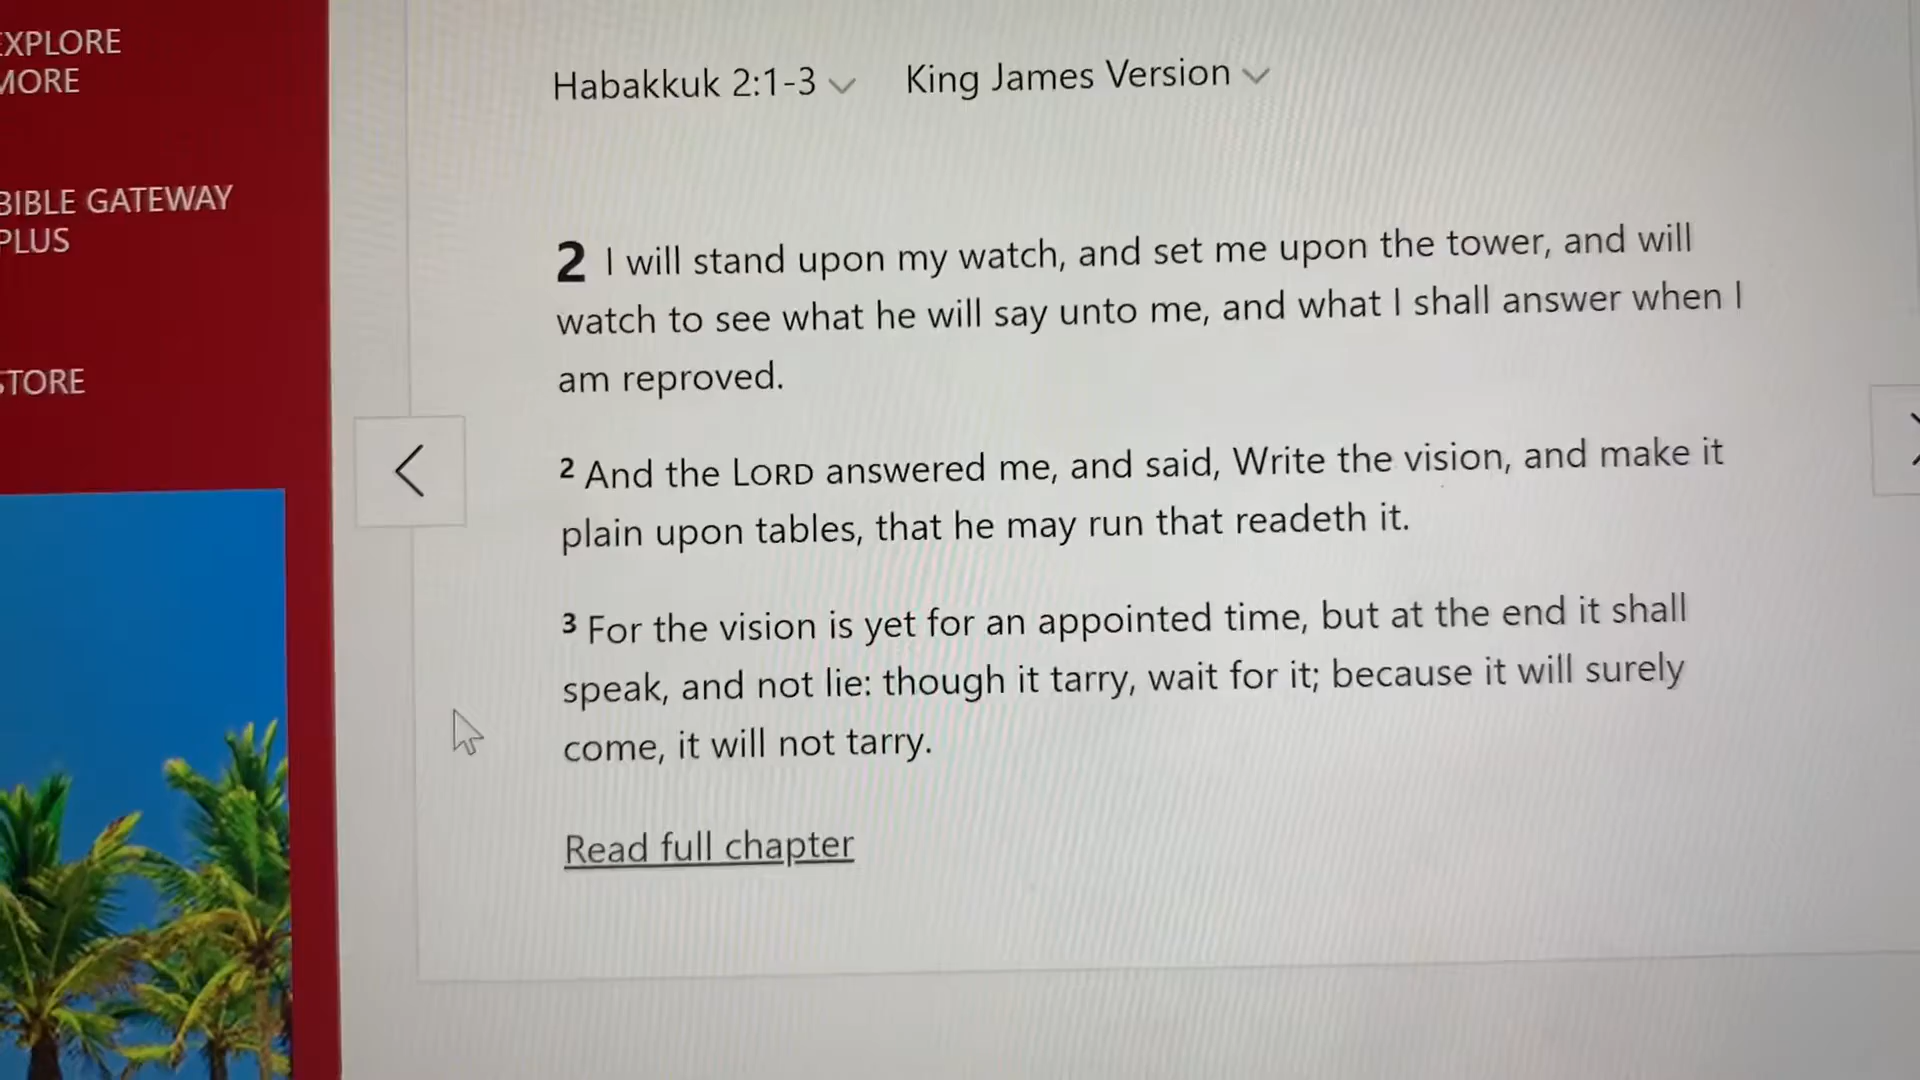 EXPLORE
MORE
BIBLE GATEWAY
PLUS
STORE
Habakkuk 2:1-3
King James Version
2 I will stand upon my watch, and set me upon the tower, and will
watch to see what he will say unto me, and what I shall answer when I
am reproved.
2 And the LORD answered me, and said, Write the vision, and make it
plain upon tables, that he may run that readeth it.
3 For the vision is yet for an appointed time, but at the end it shall
speak, and not lie: though it tarry, wait for it; because it will surely
come, it will not tarry.
Read full chapter